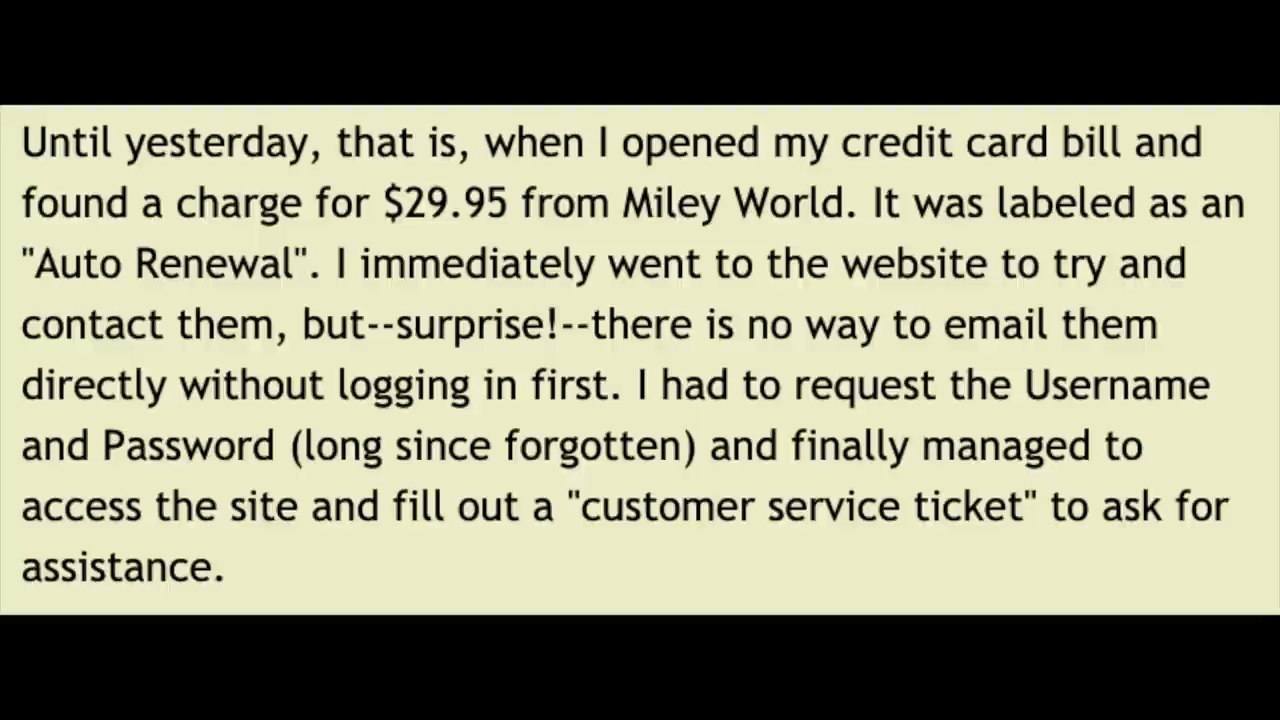 Until yesterday, that is, when I opened my credit card bill and
found a charge for $29.95 from Miley World. It was labeled as an
"Auto Renewal". I immediately went to the website to try and
contact them, but--surprise!--there is no way to email them
directly without logging in first. I had to request the Username
and Password (long since forgotten) and finally managed to
access the site and fill out a "customer service ticket" to ask for
assistance.